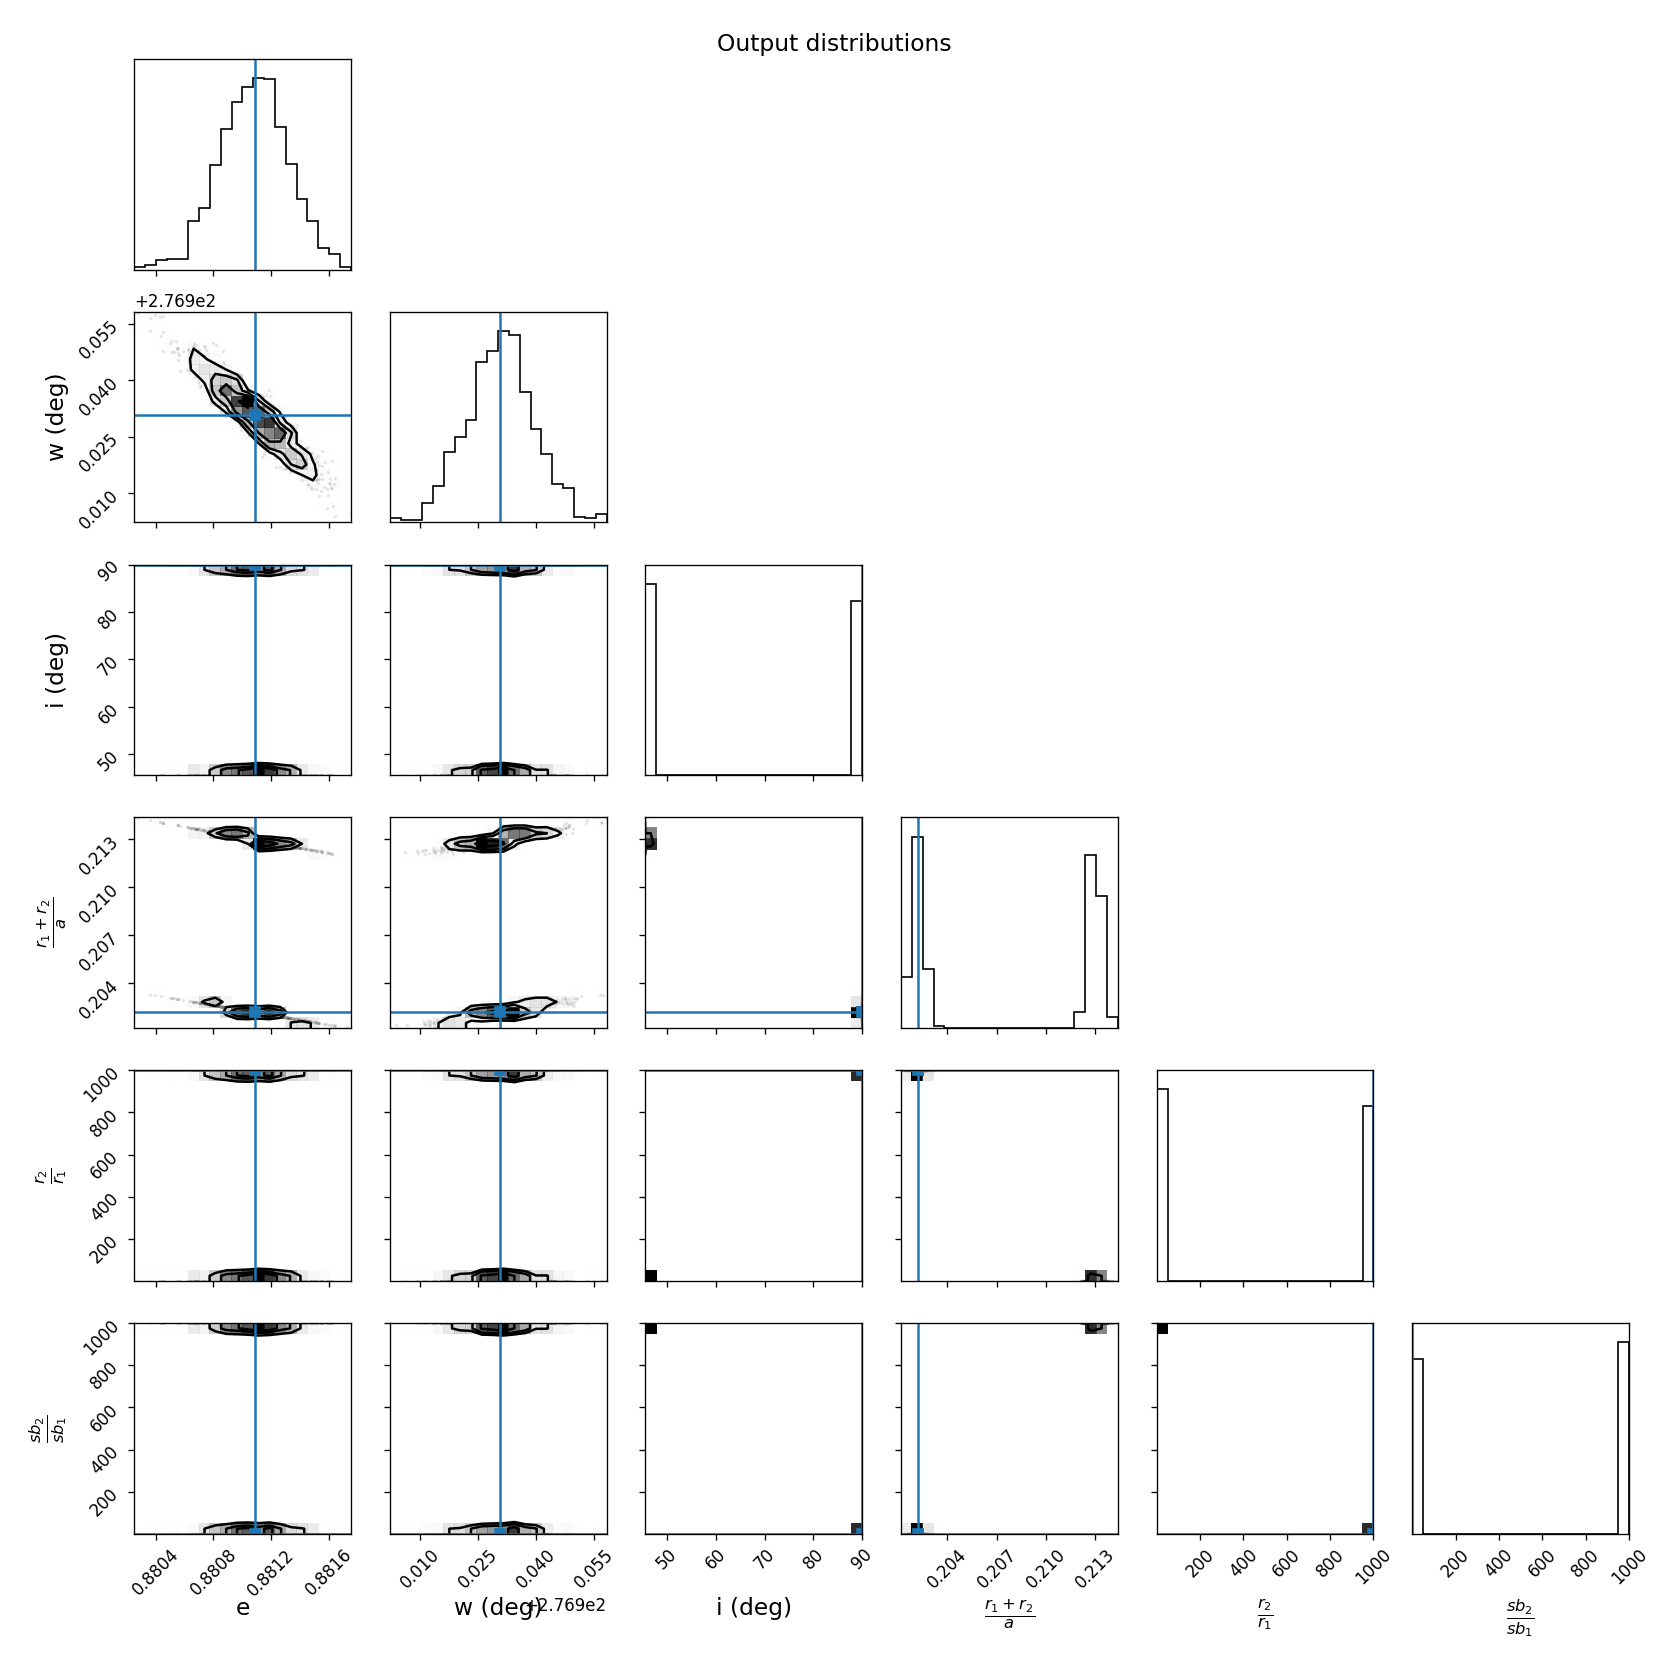 Output distributions
+2.769e2
w (deg)
0.055
0.040
0.025
0.010
i (deg)
90
80
70
60
50
r₁ + r₂
a
0.213
0.210
0.207
0.204
r₂
r₁
1000
800
600
400
200
sb₂
sb₁
1000
800
600
400
200
0.8804 0.8808 0.8812 0.8816 0.010 0.025 0.040 0.055 50 60 70 80 90 0.204 0.207 0.210 0.213 200 400 600 800 1000 200 400 600 800 1000
e w (deg) +2.769e2 i (deg) r₁ + r₂ r₂ sb₂
a r₁ sb₁